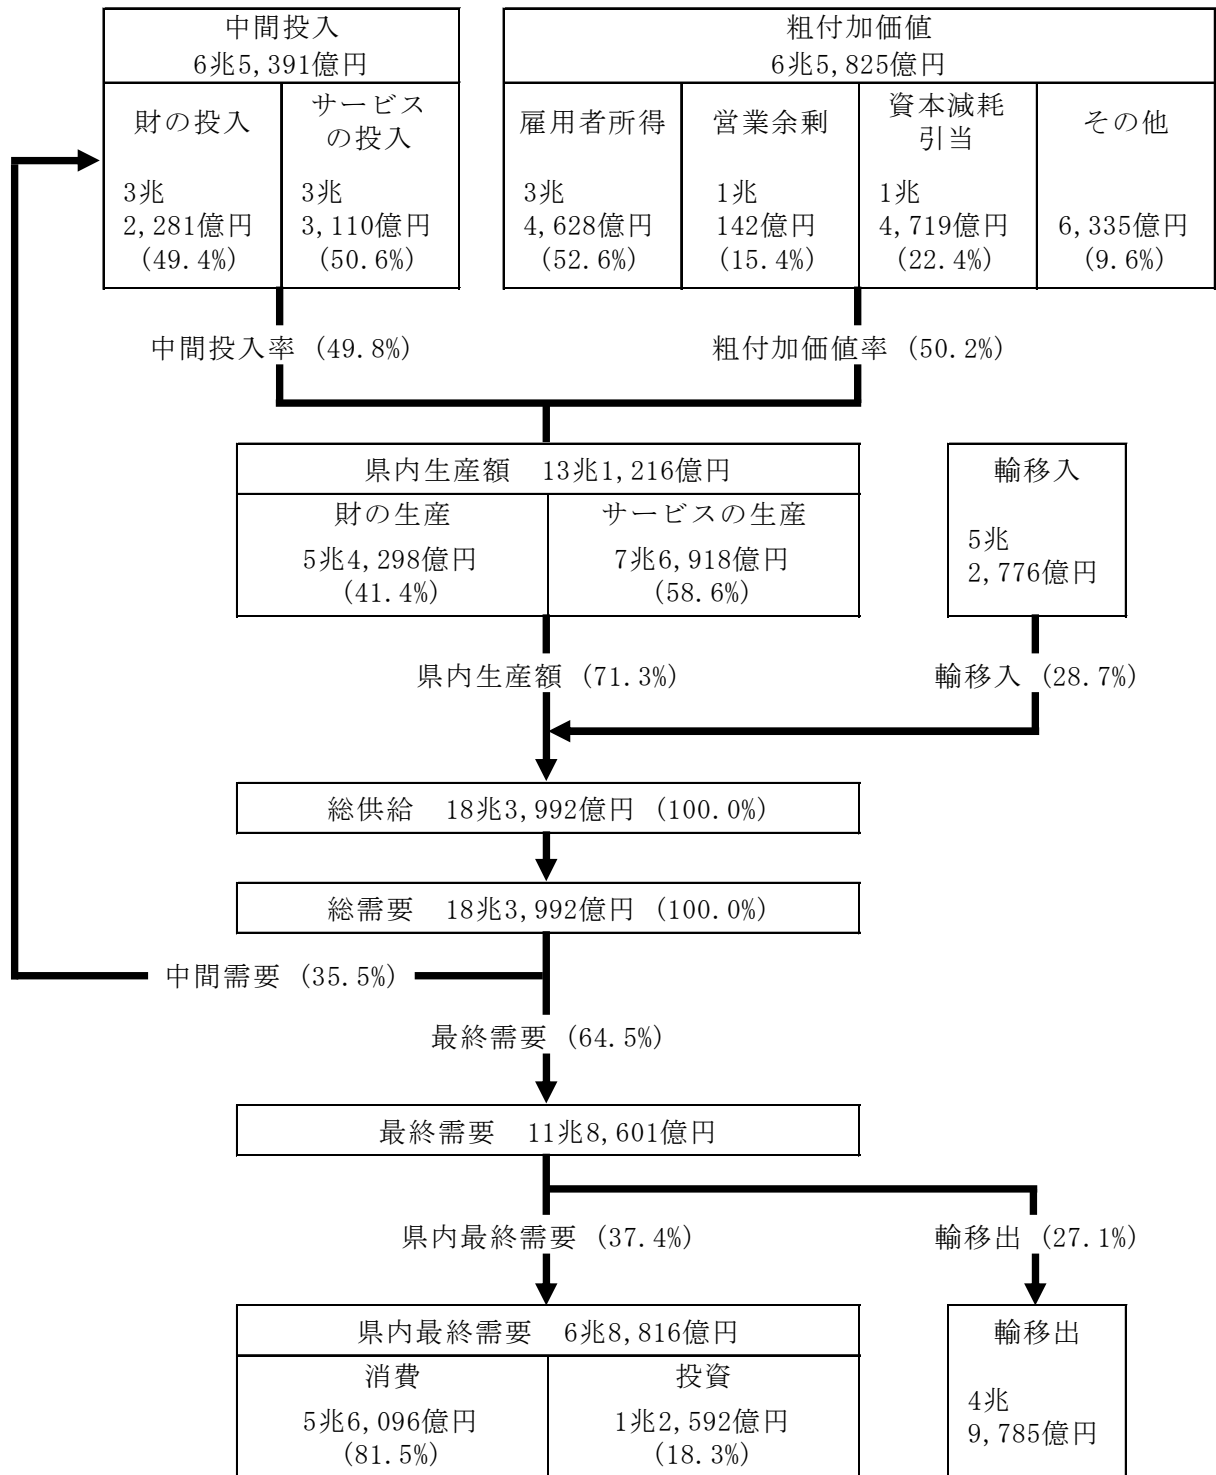 中間投入
6兆5,391億円
財の投入
3兆
2,281億円
(49.4%)
サービス
の投入
3兆
3,110億円
(50.6%)
粗付加価値
6兆5,825億円
雇用者所得
3兆
4,628億円
(52.6%)
営業余剰
1兆
142億円
(15.4%)
資本減耗
引当
1兆
4,719億円
(22.4%)
その他
6,335億円
(9.6%)
中間投入率 (49.8%)
粗付加価値率 (50.2%)
県内生産額 13兆1,216億円
財の生産
5兆4,298億円
(41.4%)
サービスの生産
7兆6,918億円
(58.6%)
輸移入
5兆
2,776億円
県内生産額 (71.3%)
輸移入 (28.7%)
総供給 18兆3,992億円 (100.0%)
総需要 18兆3,992億円 (100.0%)
中間需要 (35.5%)
最終需要 (64.5%)
最終需要 11兆8,601億円
県内最終需要 (37.4%)
輸移出 (27.1%)
県内最終需要 6兆8,816億円
消費
5兆6,096億円
(81.5%)
投資
1兆2,592億円
(18.3%)
輸移出
4兆
9,785億円